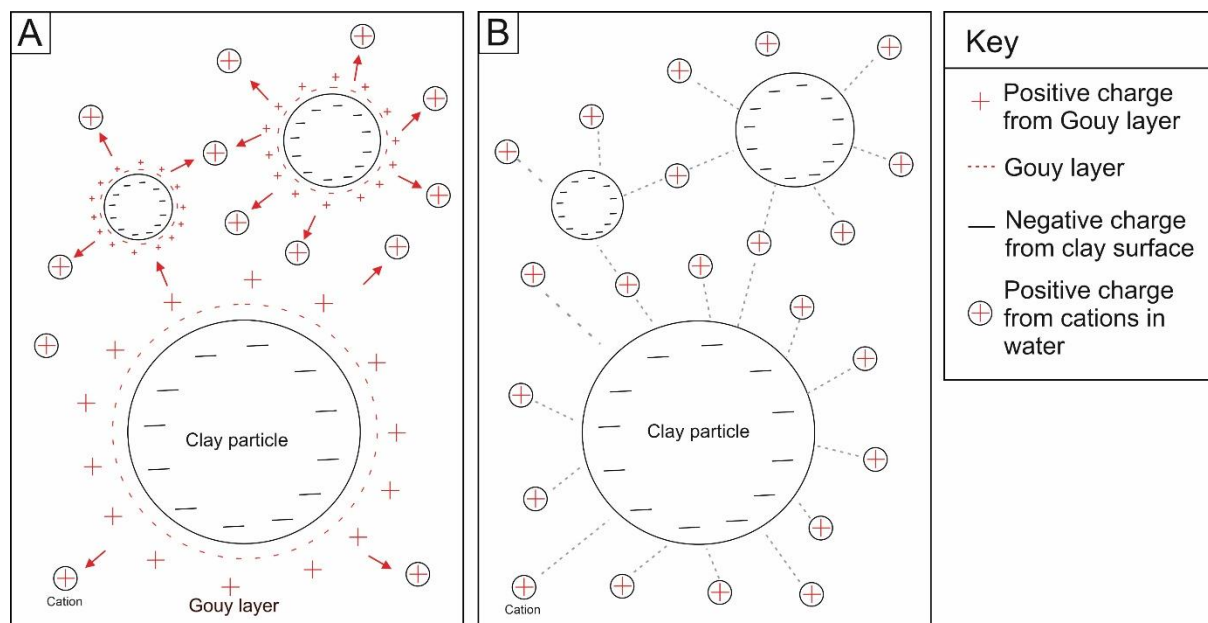 A
Clay particle
Cation
Gouy layer
B
Clay particle
Cation
Key
Positive charge
from Gouy layer
Gouy layer
Negative charge
from clay surface
Positive charge
from cations in
water